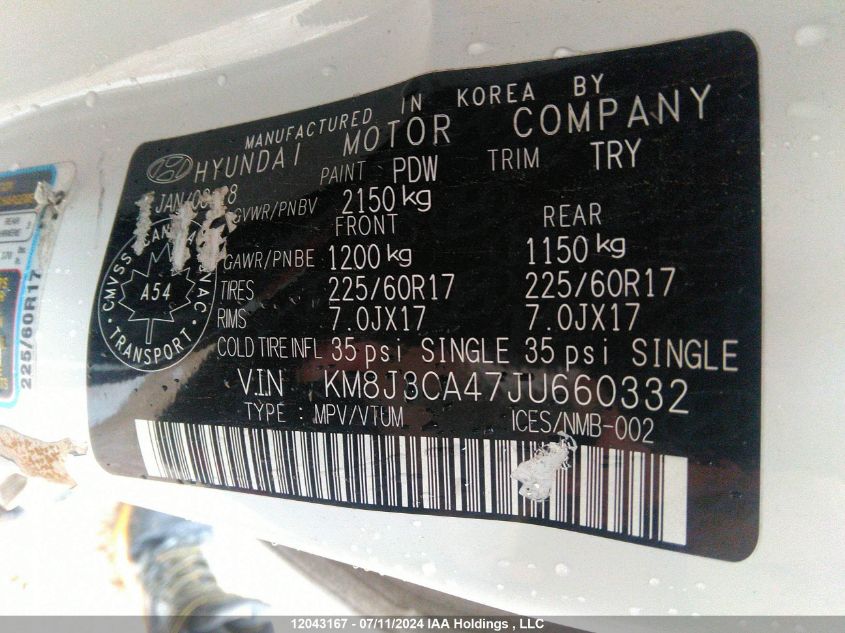 MANUFACTURED IN KOREA BY
HYUNDAI MOTOR COMPANY
PAINT PDW TRIM TRY
GVWR/PNBV 2150 kg
FRONT REAR
GAWR/PNBE 1200 kg 1150 kg
TIRES 225/60R17 225/60R17
RIMS 7.0JX17 7.0JX17
COLD TIRE INFL 35 psi SINGLE 35 psi SINGLE
VIN KM8J3CA47JU660332
TYPE : MPV/VTUM ICES/NMB-002
CMVSS
A54
TRANSPORT
REAR
225/60R17
12043167 - 07/11/2024 IAA Holdings , LLC